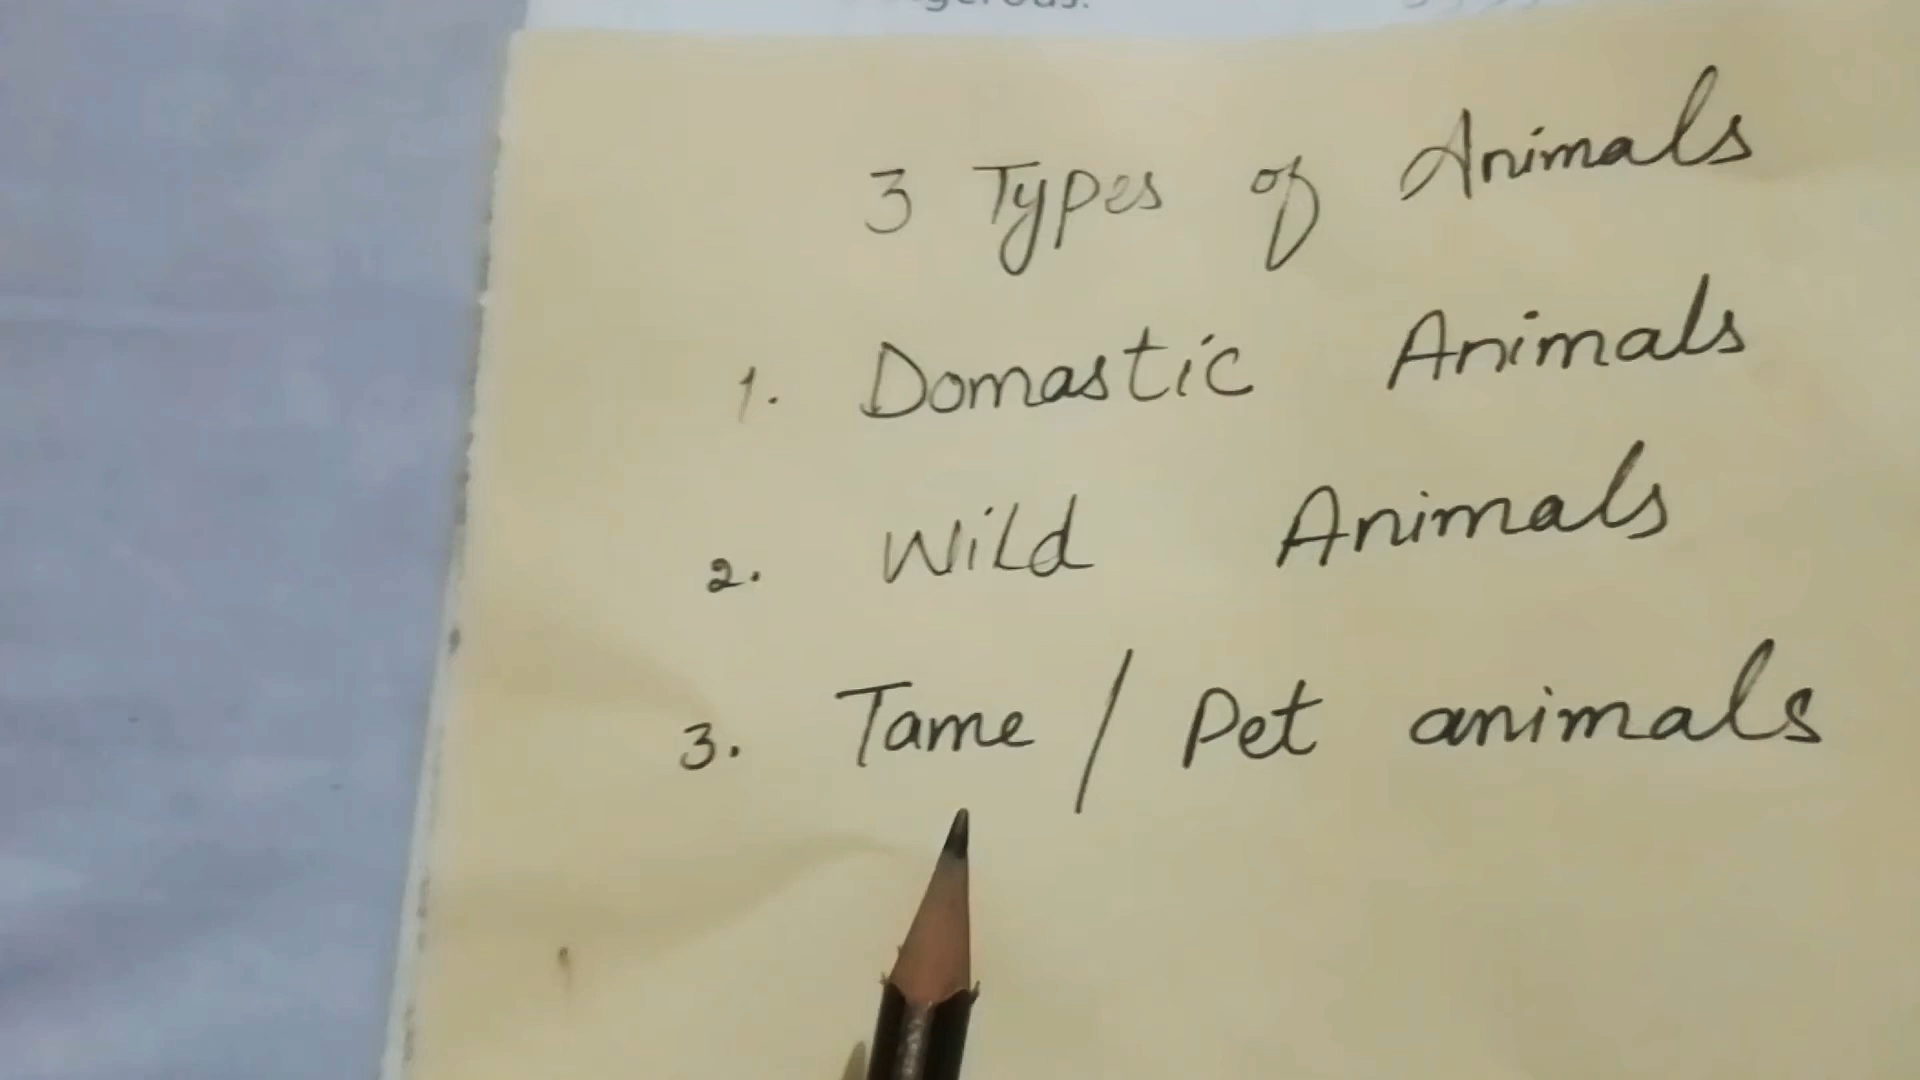 3 Types of Animals
1. Domastic Animals
2. Wild Animals
3. Tame / Pet animals